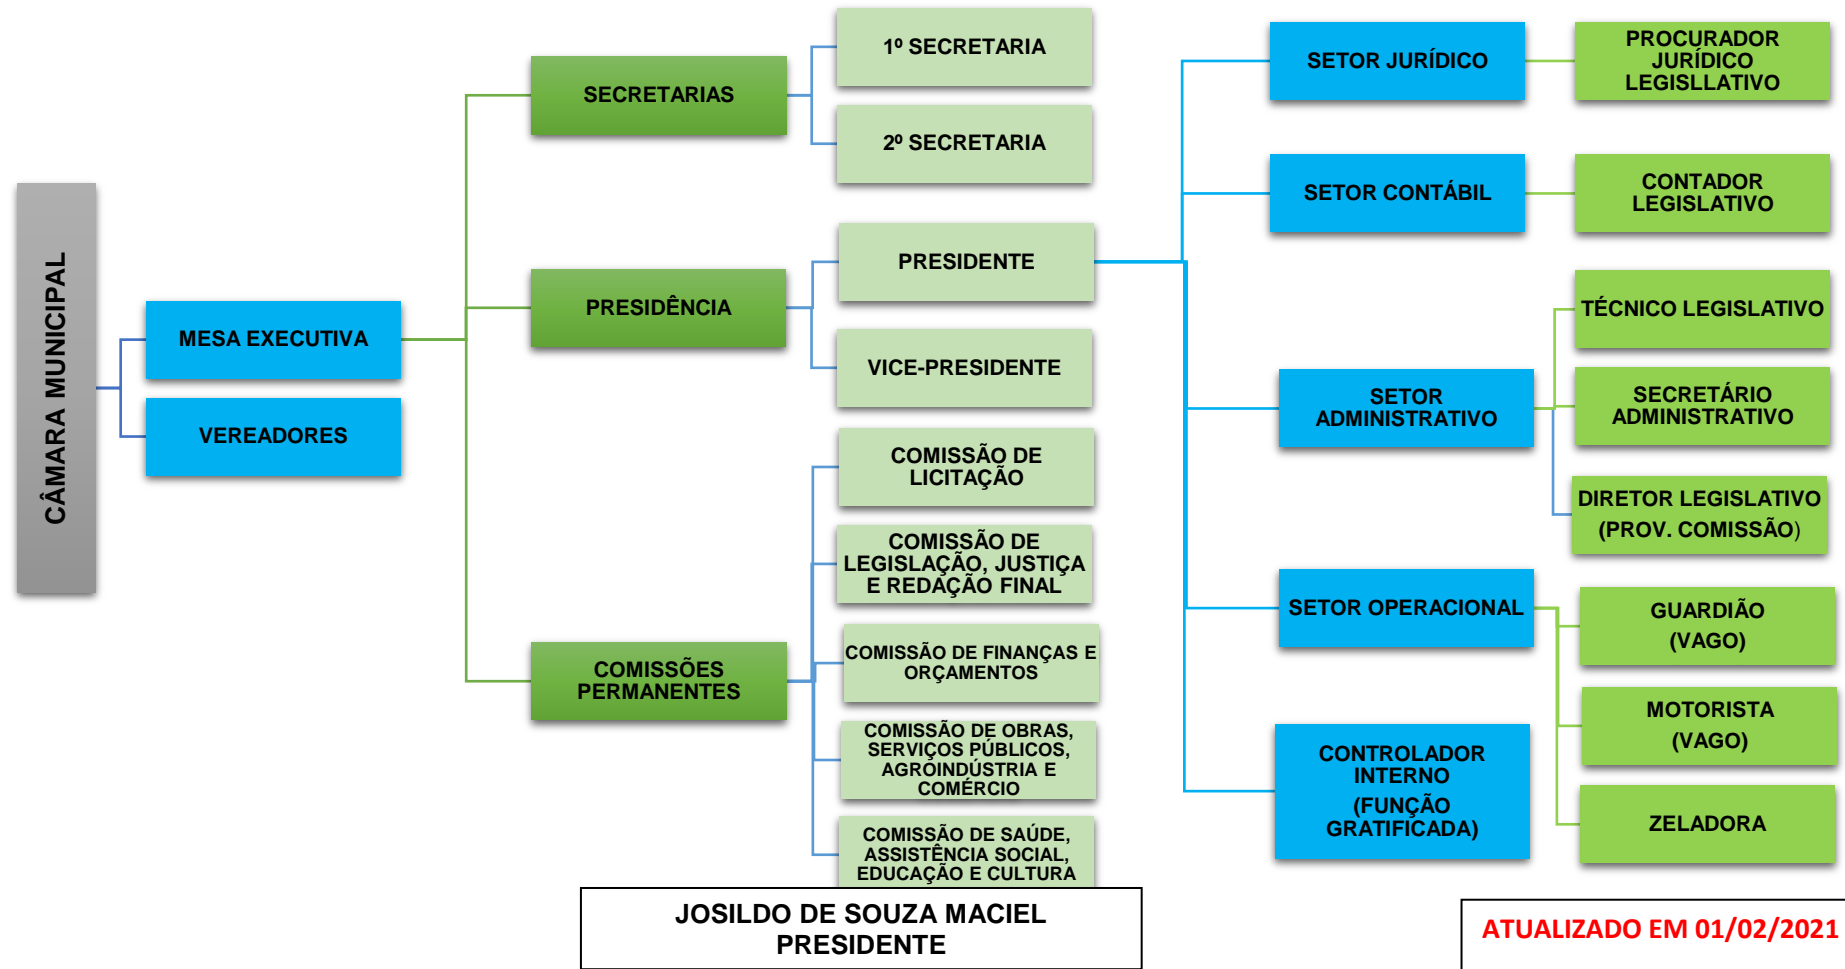 CÂMARA MUNICIPAL
MESA EXECUTIVA
VEREADORES
SECRETARIAS
PRESIDÊNCIA
COMISSÕES
PERMANENTES
1º SECRETARIA
2º SECRETARIA
PRESIDENTE
VICE-PRESIDENTE
COMISSÃO DE
LICITAÇÃO
COMISSÃO DE
LEGISLAÇÃO, JUSTIÇA
E REDAÇÃO FINAL
COMISSÃO DE FINANÇAS E
ORÇAMENTOS
COMISSÃO DE OBRAS,
SERVIÇOS PÚBLICOS,
AGROINDÚSTRIA E
COMÉRCIO
COMISSÃO DE SAÚDE,
ASSISTÊNCIA SOCIAL,
EDUCAÇÃO E CULTURA
SETOR JURÍDICO
SETOR CONTÁBIL
SETOR
ADMINISTRATIVO
SETOR OPERACIONAL
CONTROLADOR
INTERNO
(FUNÇÃO
GRATIFICADA)
PROCURADOR
JURÍDICO
LEGISLLATIVO
CONTADOR
LEGISLATIVO
TÉCNICO LEGISLATIVO
SECRETÁRIO
ADMINISTRATIVO
DIRETOR LEGISLATIVO
(PROV. COMISSÃO)
GUARDIÃO
(VAGO)
MOTORISTA
(VAGO)
ZELADORA
JOSILDO DE SOUZA MACIEL
PRESIDENTE
ATUALIZADO EM 01/02/2021